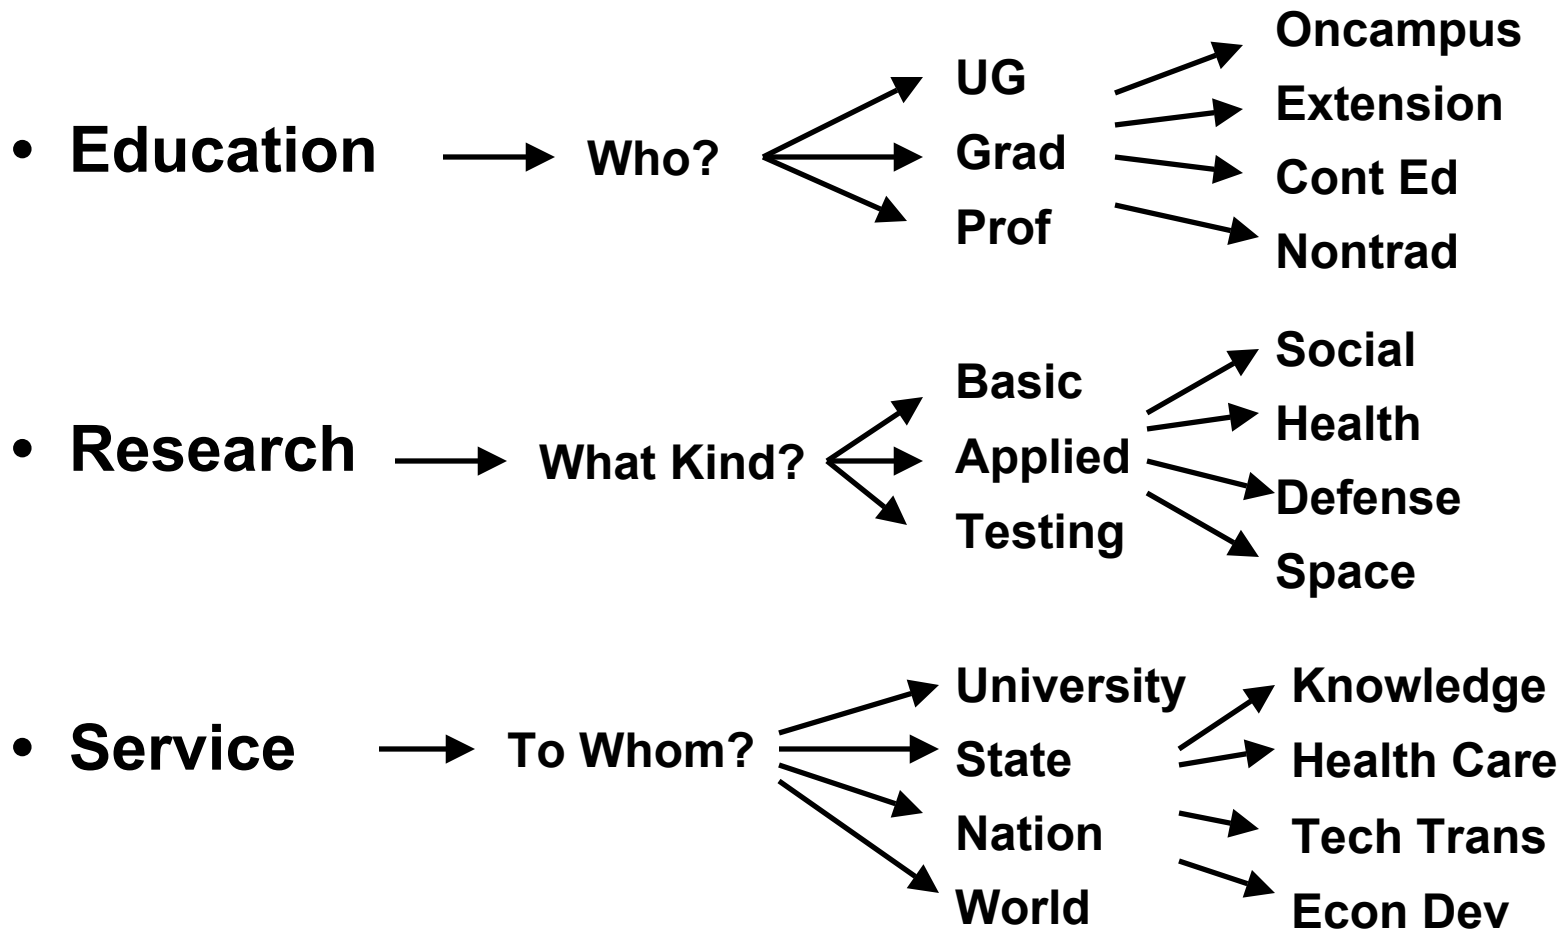 • Education
Who?
UG
Grad
Prof
Oncampus
Extension
Cont Ed
Nontrad
• Research
What Kind?
Basic
Applied
Testing
Social
Health
Defense
Space
• Service
To Whom?
University
State
Nation
World
Knowledge
Health Care
Tech Trans
Econ Dev